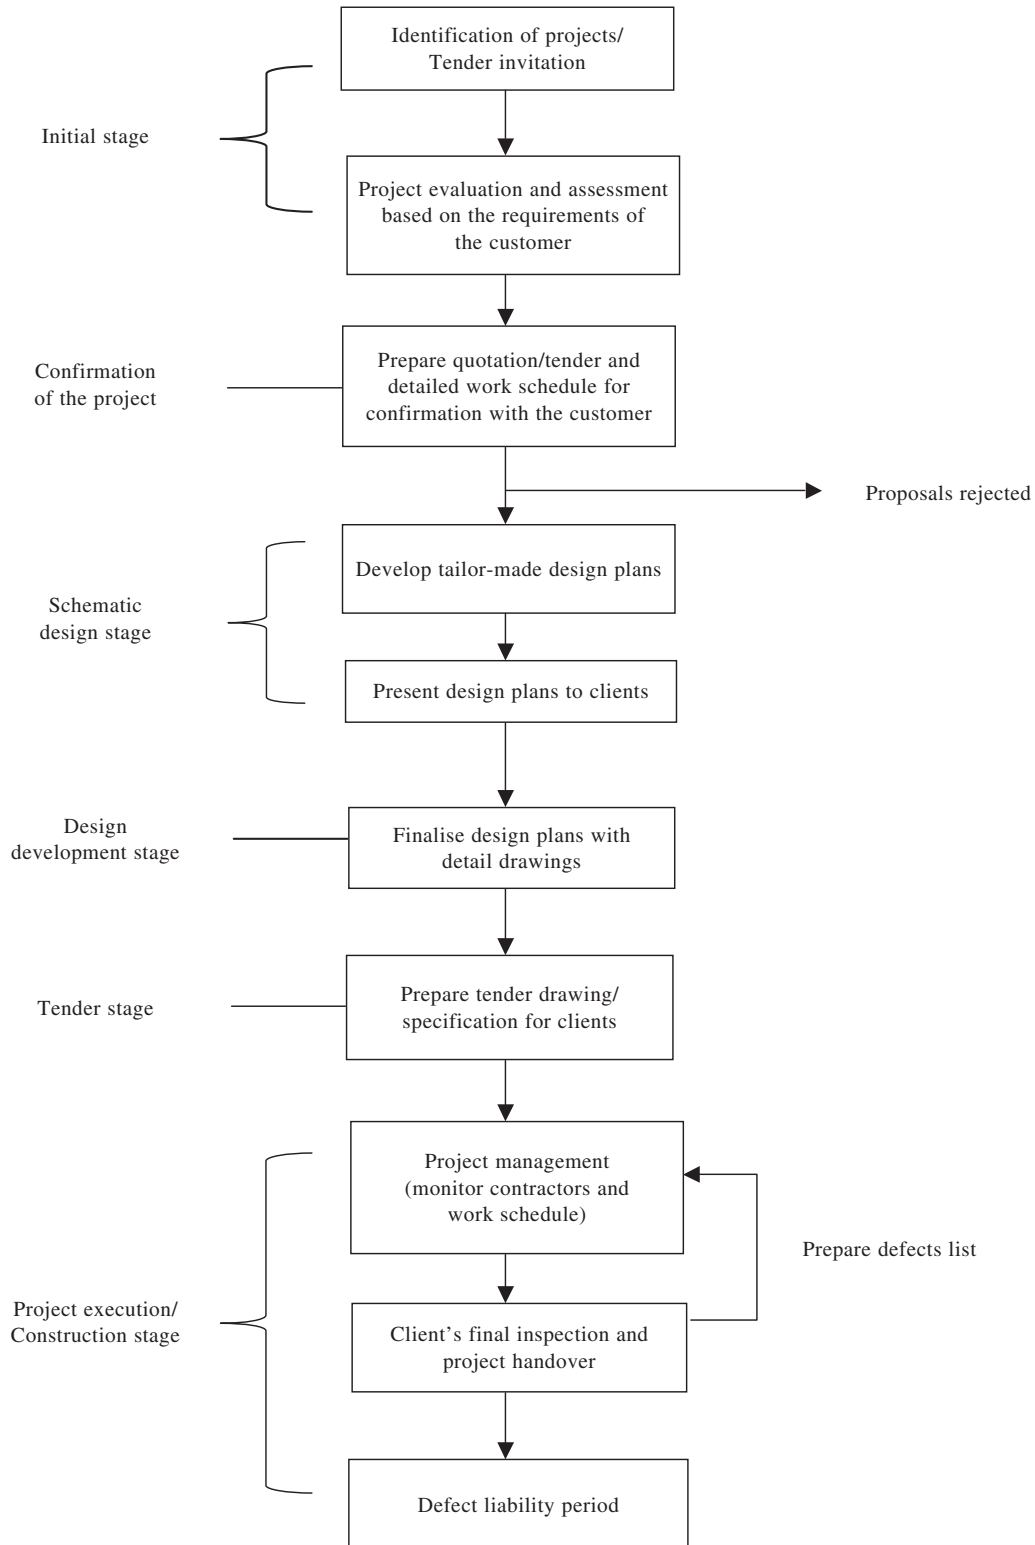 Identification of projects/
Tender invitation
Initial stage
Project evaluation and assessment
based on the requirements of
the customer
Confirmation
of the project
Prepare quotation/tender and
detailed work schedule for
confirmation with the customer
Proposals rejected
Schematic
design stage
Develop tailor-made design plans
Present design plans to clients
Design
development stage
Finalise design plans with
detail drawings
Tender stage
Prepare tender drawing/
specification for clients
Project execution/
Construction stage
Project management
(monitor contractors and
work schedule)
Prepare defects list
Client’s final inspection and
project handover
Defect liability period